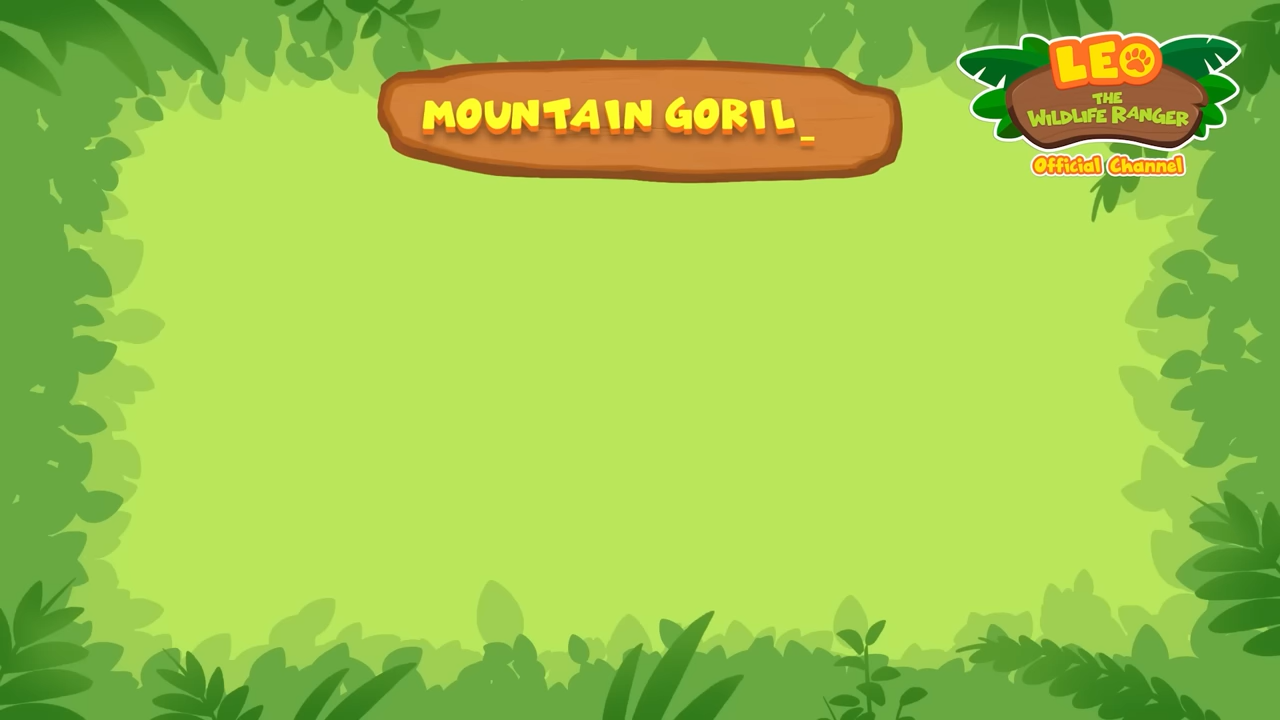 MOUNTAIN GORIL_
LEO
THE
WILDLIFE RANGER
Official Channel